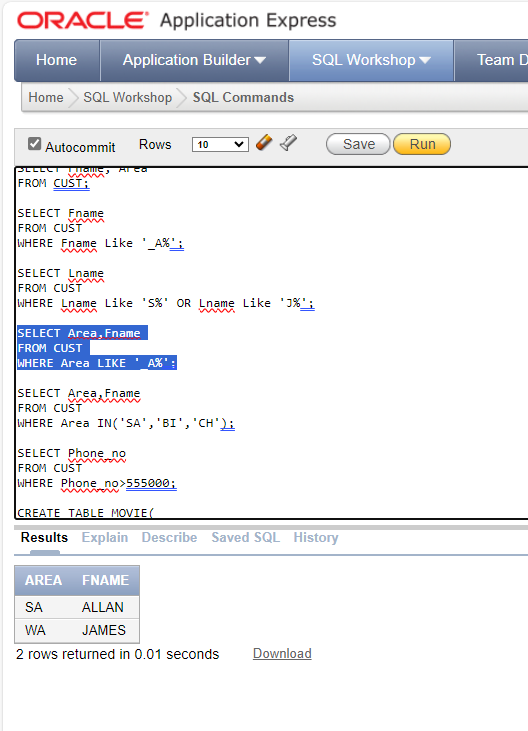 ORACLE® Application Express
Home Application Builder SQL Workshop Team D
Home SQL Workshop SQL Commands
Autocommit Rows 10 Save Run
SELECT Fname, Area
FROM CUST;
SELECT Fname
FROM CUST
WHERE Fname Like '_A%';
SELECT Lname
FROM CUST
WHERE Lname Like 'S%' OR Lname Like 'J%';
SELECT Area,Fname
FROM CUST
WHERE Area LIKE '_A%';
SELECT Area,Fname
FROM CUST
WHERE Area IN('SA','BI','CH');
SELECT Phone_no
FROM CUST
WHERE Phone_no>555000;
CREATE TABLE MOVIE(
Results Explain Describe Saved SQL History
AREA FNAME
SA ALLAN
WA JAMES
2 rows returned in 0.01 seconds Download